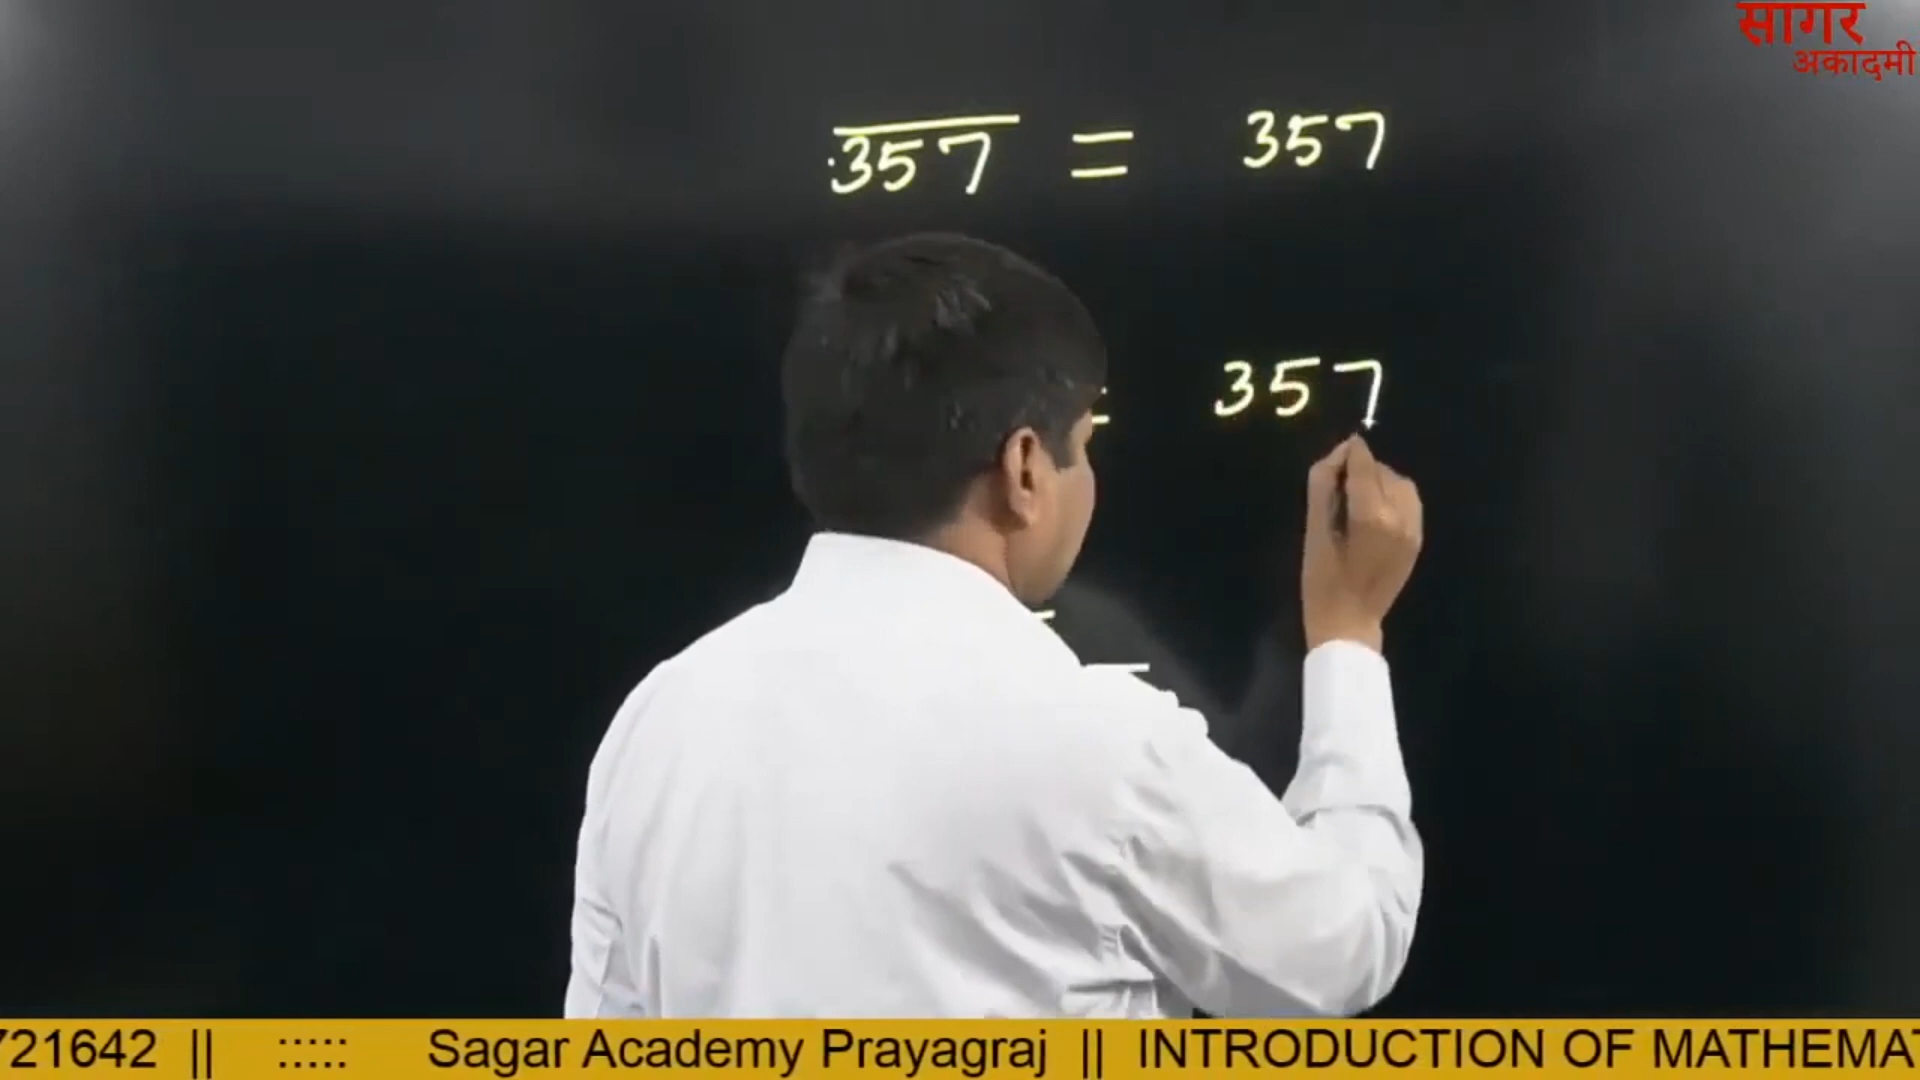 सागर
अकादमी
.357 = 357
= 357
721642 || ::::: Sagar Academy Prayagraj || INTRODUCTION OF MATHEMAT